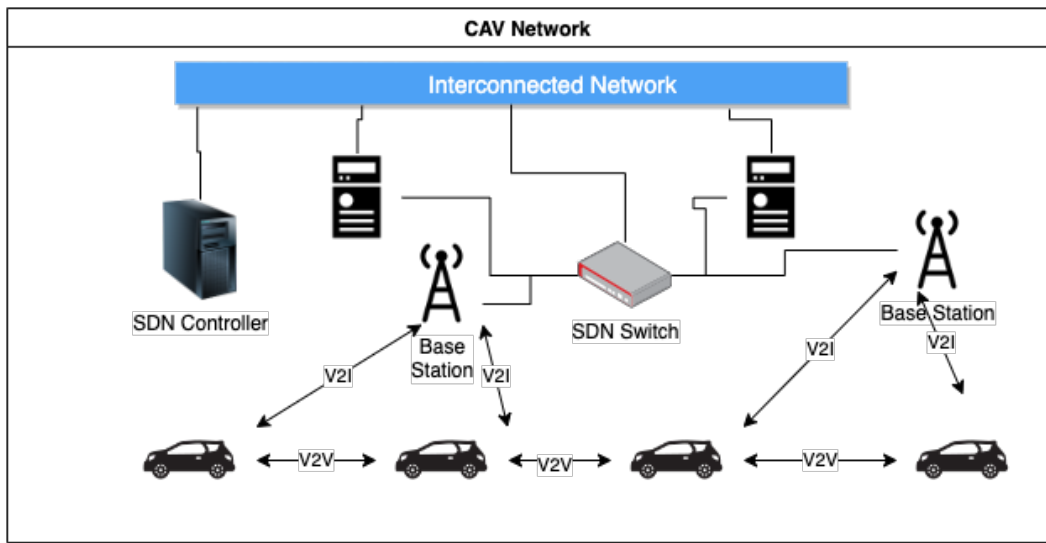 CAV Network
Interconnected Network
SDN Controller
Base
Station
SDN Switch
Base Station
V2I
V2I
V2I
V2I
V2V
V2V
V2V